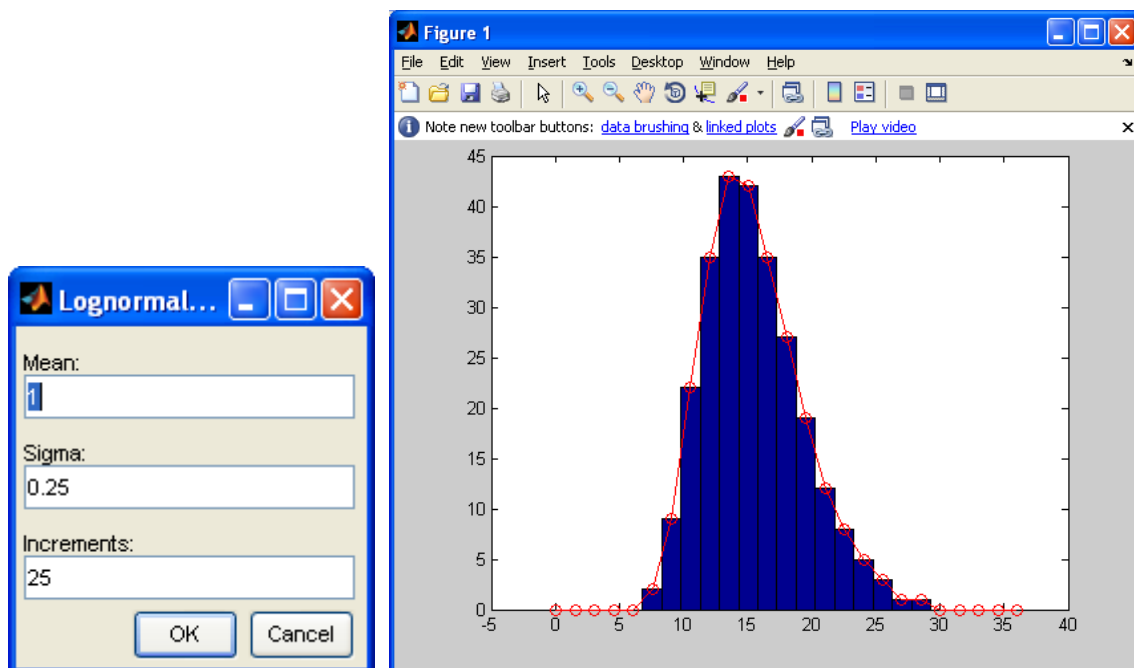 Lognormal...
Mean:
1
Sigma:
0.25
Increments:
25
OK Cancel
Figure 1
File Edit View Insert Tools Desktop Window Help
Note new toolbar buttons: data brushing & linked plots Play video
45
40
35
30
25
20
15
10
5
0
-5 0 5 10 15 20 25 30 35 40